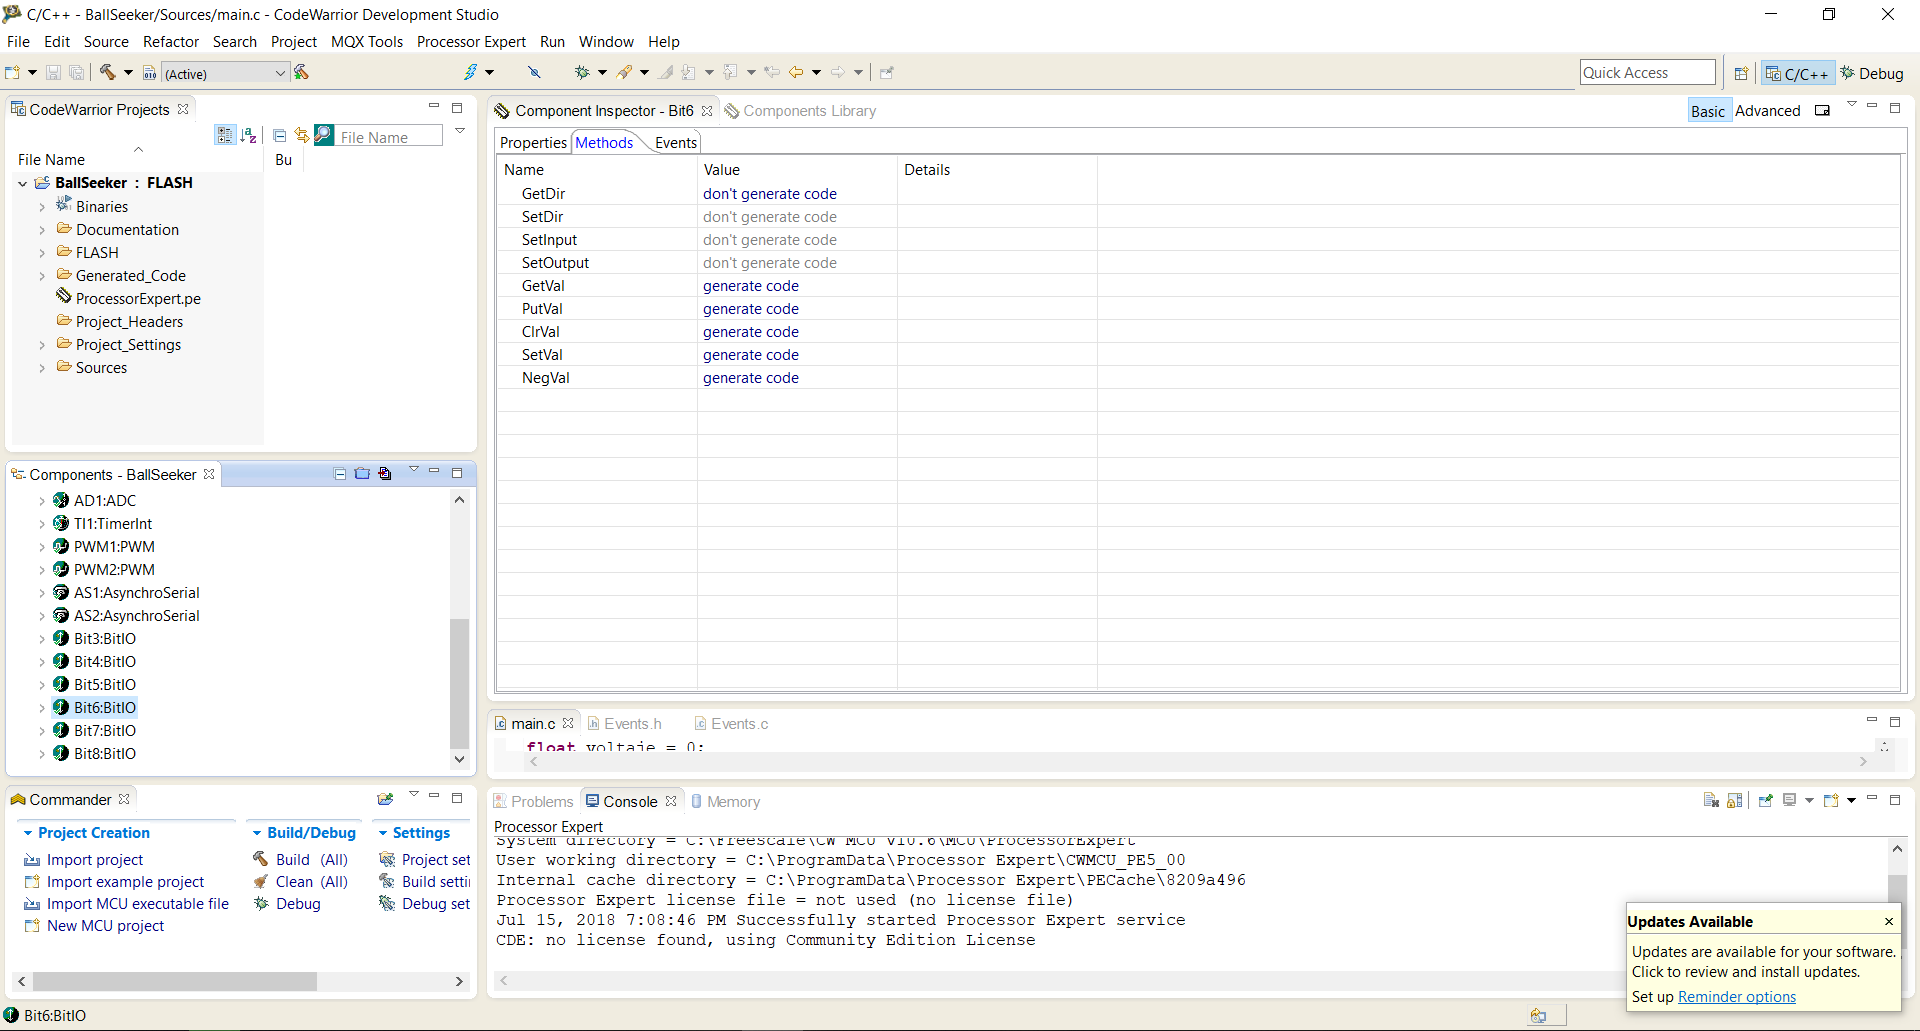 C/C++ - BallSeeker/Sources/main.c - CodeWarrior Development Studio
File Edit Source Refactor Search Project MQX Tools Processor Expert Run Window Help
(Active)
Quick Access
C/C++
Debug
CodeWarrior Projects
File Name
File Name
Bu
BallSeeker : FLASH
Binaries
Documentation
FLASH
Generated_Code
ProcessorExpert.pe
Project_Headers
Project_Settings
Sources
Components - BallSeeker
AD1:ADC
TI1:TimerInt
PWM1:PWM
PWM2:PWM
AS1:AsynchroSerial
AS2:AsynchroSerial
Bit3:BitIO
Bit4:BitIO
Bit5:BitIO
Bit6:BitIO
Bit7:BitIO
Bit8:BitIO
Commander
Project Creation
Import project
Import example project
Import MCU executable file
New MCU project
Build/Debug
Build (All)
Clean (All)
Debug
Settings
Project set
Build setti
Debug set
Component Inspector - Bit6
Components Library
Basic Advanced
Properties Methods Events
Name Value Details
GetDir don't generate code
SetDir don't generate code
SetInput don't generate code
SetOutput don't generate code
GetVal generate code
PutVal generate code
ClrVal generate code
SetVal generate code
NegVal generate code
main.c Events.h Events.c
float voltaje = 0;
Problems Console Memory
Processor Expert
System directory = C:\Freescale\CW MCU v10.6\MCU\ProcessorExpert
User working directory = C:\ProgramData\Processor Expert\CWMCU_PE5_00
Internal cache directory = C:\ProgramData\Processor Expert\PECache\8209a496
Processor Expert license file = not used (no license file)
Jul 15, 2018 7:08:46 PM Successfully started Processor Expert service
CDE: no license found, using Community Edition License
Updates Available
Updates are available for your software.
Click to review and install updates.
Set up Reminder options
Bit6:BitIO